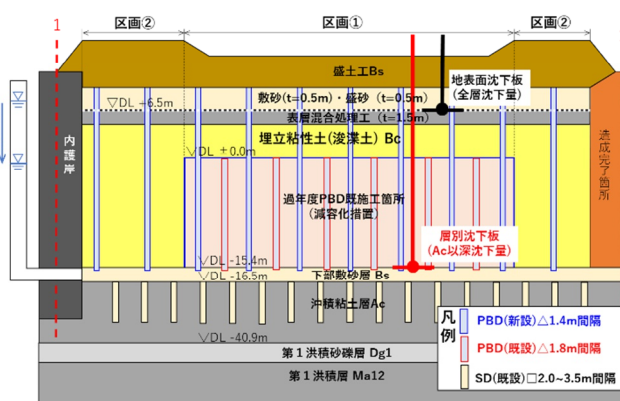 区画②
区画①
区画②
1
盛土工Bs
地表面沈下板
(全層沈下量)
敷砂(t=0.5m)・盛砂(t=0.5m)
▽DL +6.5m
表層混合処理工(t=1.5m)
内護岸
埋立粘性土(浚渫土) Bc
造成完了箇所
▽DL ±0.0m
過年度PBD既施工箇所
(減容化措置)
層別沈下板
(Ac以深沈下量)
▽DL -15.4m
▽DL -16.5m
下部敷砂層 Bs
沖積粘土層Ac
▽DL -40.9m
第1洪積砂礫層 Dg1
第1洪積層 Ma12
凡例
PBD(新設)△1.4m間隔
PBD(既設)△1.8m間隔
SD(既設)□2.0~3.5m間隔